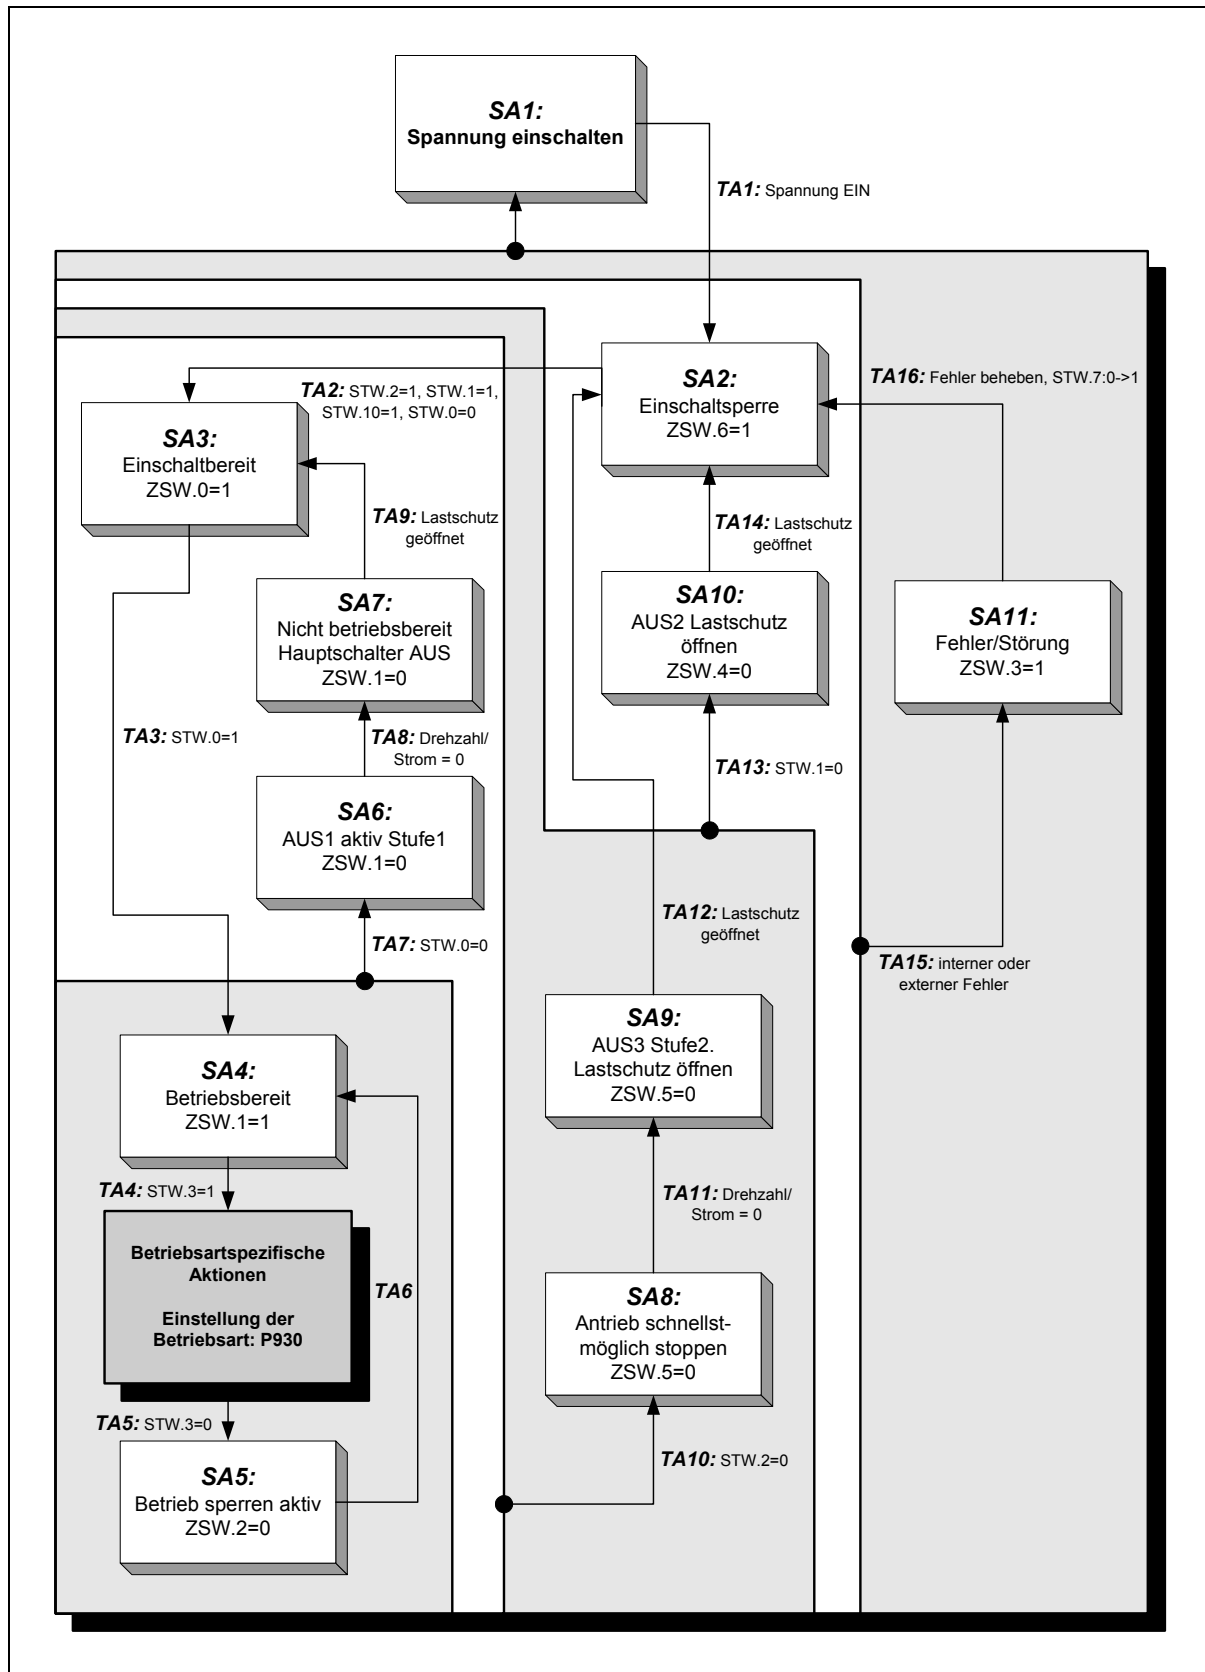 SA1:
Spannung einschalten
TA1: Spannung EIN
SA2:
Einschaltsperre
ZSW.6=1
TA16: Fehler beheben, STW.7:0->1
TA2: STW.2=1, STW.1=1,
STW.10=1, STW.0=0
SA3:
Einschaltbereit
ZSW.0=1
TA9: Lastschutz
geöffnet
TA14: Lastschutz
geöffnet
SA7:
Nicht betriebsbereit
Hauptschalter AUS
ZSW.1=0
SA10:
AUS2 Lastschutz
öffnen
ZSW.4=0
SA11:
Fehler/Störung
ZSW.3=1
TA3: STW.0=1
TA8: Drehzahl/
Strom = 0
TA13: STW.1=0
SA6:
AUS1 aktiv Stufe1
ZSW.1=0
TA12: Lastschutz
geöffnet
TA7: STW.0=0
TA15: interner oder
externer Fehler
SA4:
Betriebsbereit
ZSW.1=1
SA9:
AUS3 Stufe2.
Lastschutz öffnen
ZSW.5=0
TA4: STW.3=1
TA11: Drehzahl/
Strom = 0
Betriebsartspezifische
Aktionen
Einstellung der
Betriebsart: P930
TA6
SA8:
Antrieb schnellst-
möglich stoppen
ZSW.5=0
TA5: STW.3=0
TA10: STW.2=0
SA5:
Betrieb sperren aktiv
ZSW.2=0